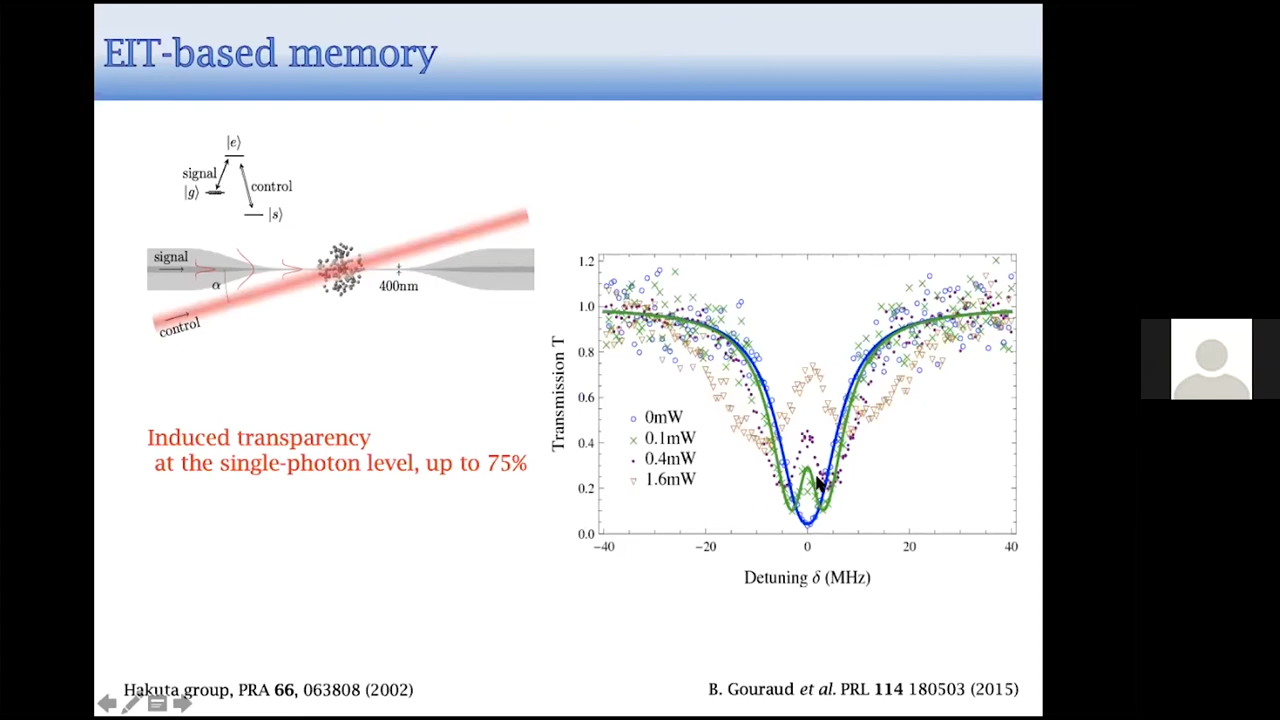 EIT-based memory
|e⟩
signal
|g⟩
control
|s⟩
signal
α
400nm
control
Induced transparency
at the single-photon level, up to 75%
Transmission T
1.2
1.0
0.8
0.6
0.4
0.2
0.0
0mW
0.1mW
0.4mW
1.6mW
−40
−20
0
20
40
Detuning δ (MHz)
Hakuta group, PRA 66, 063808 (2002)
B. Gouraud et al. PRL 114 180503 (2015)